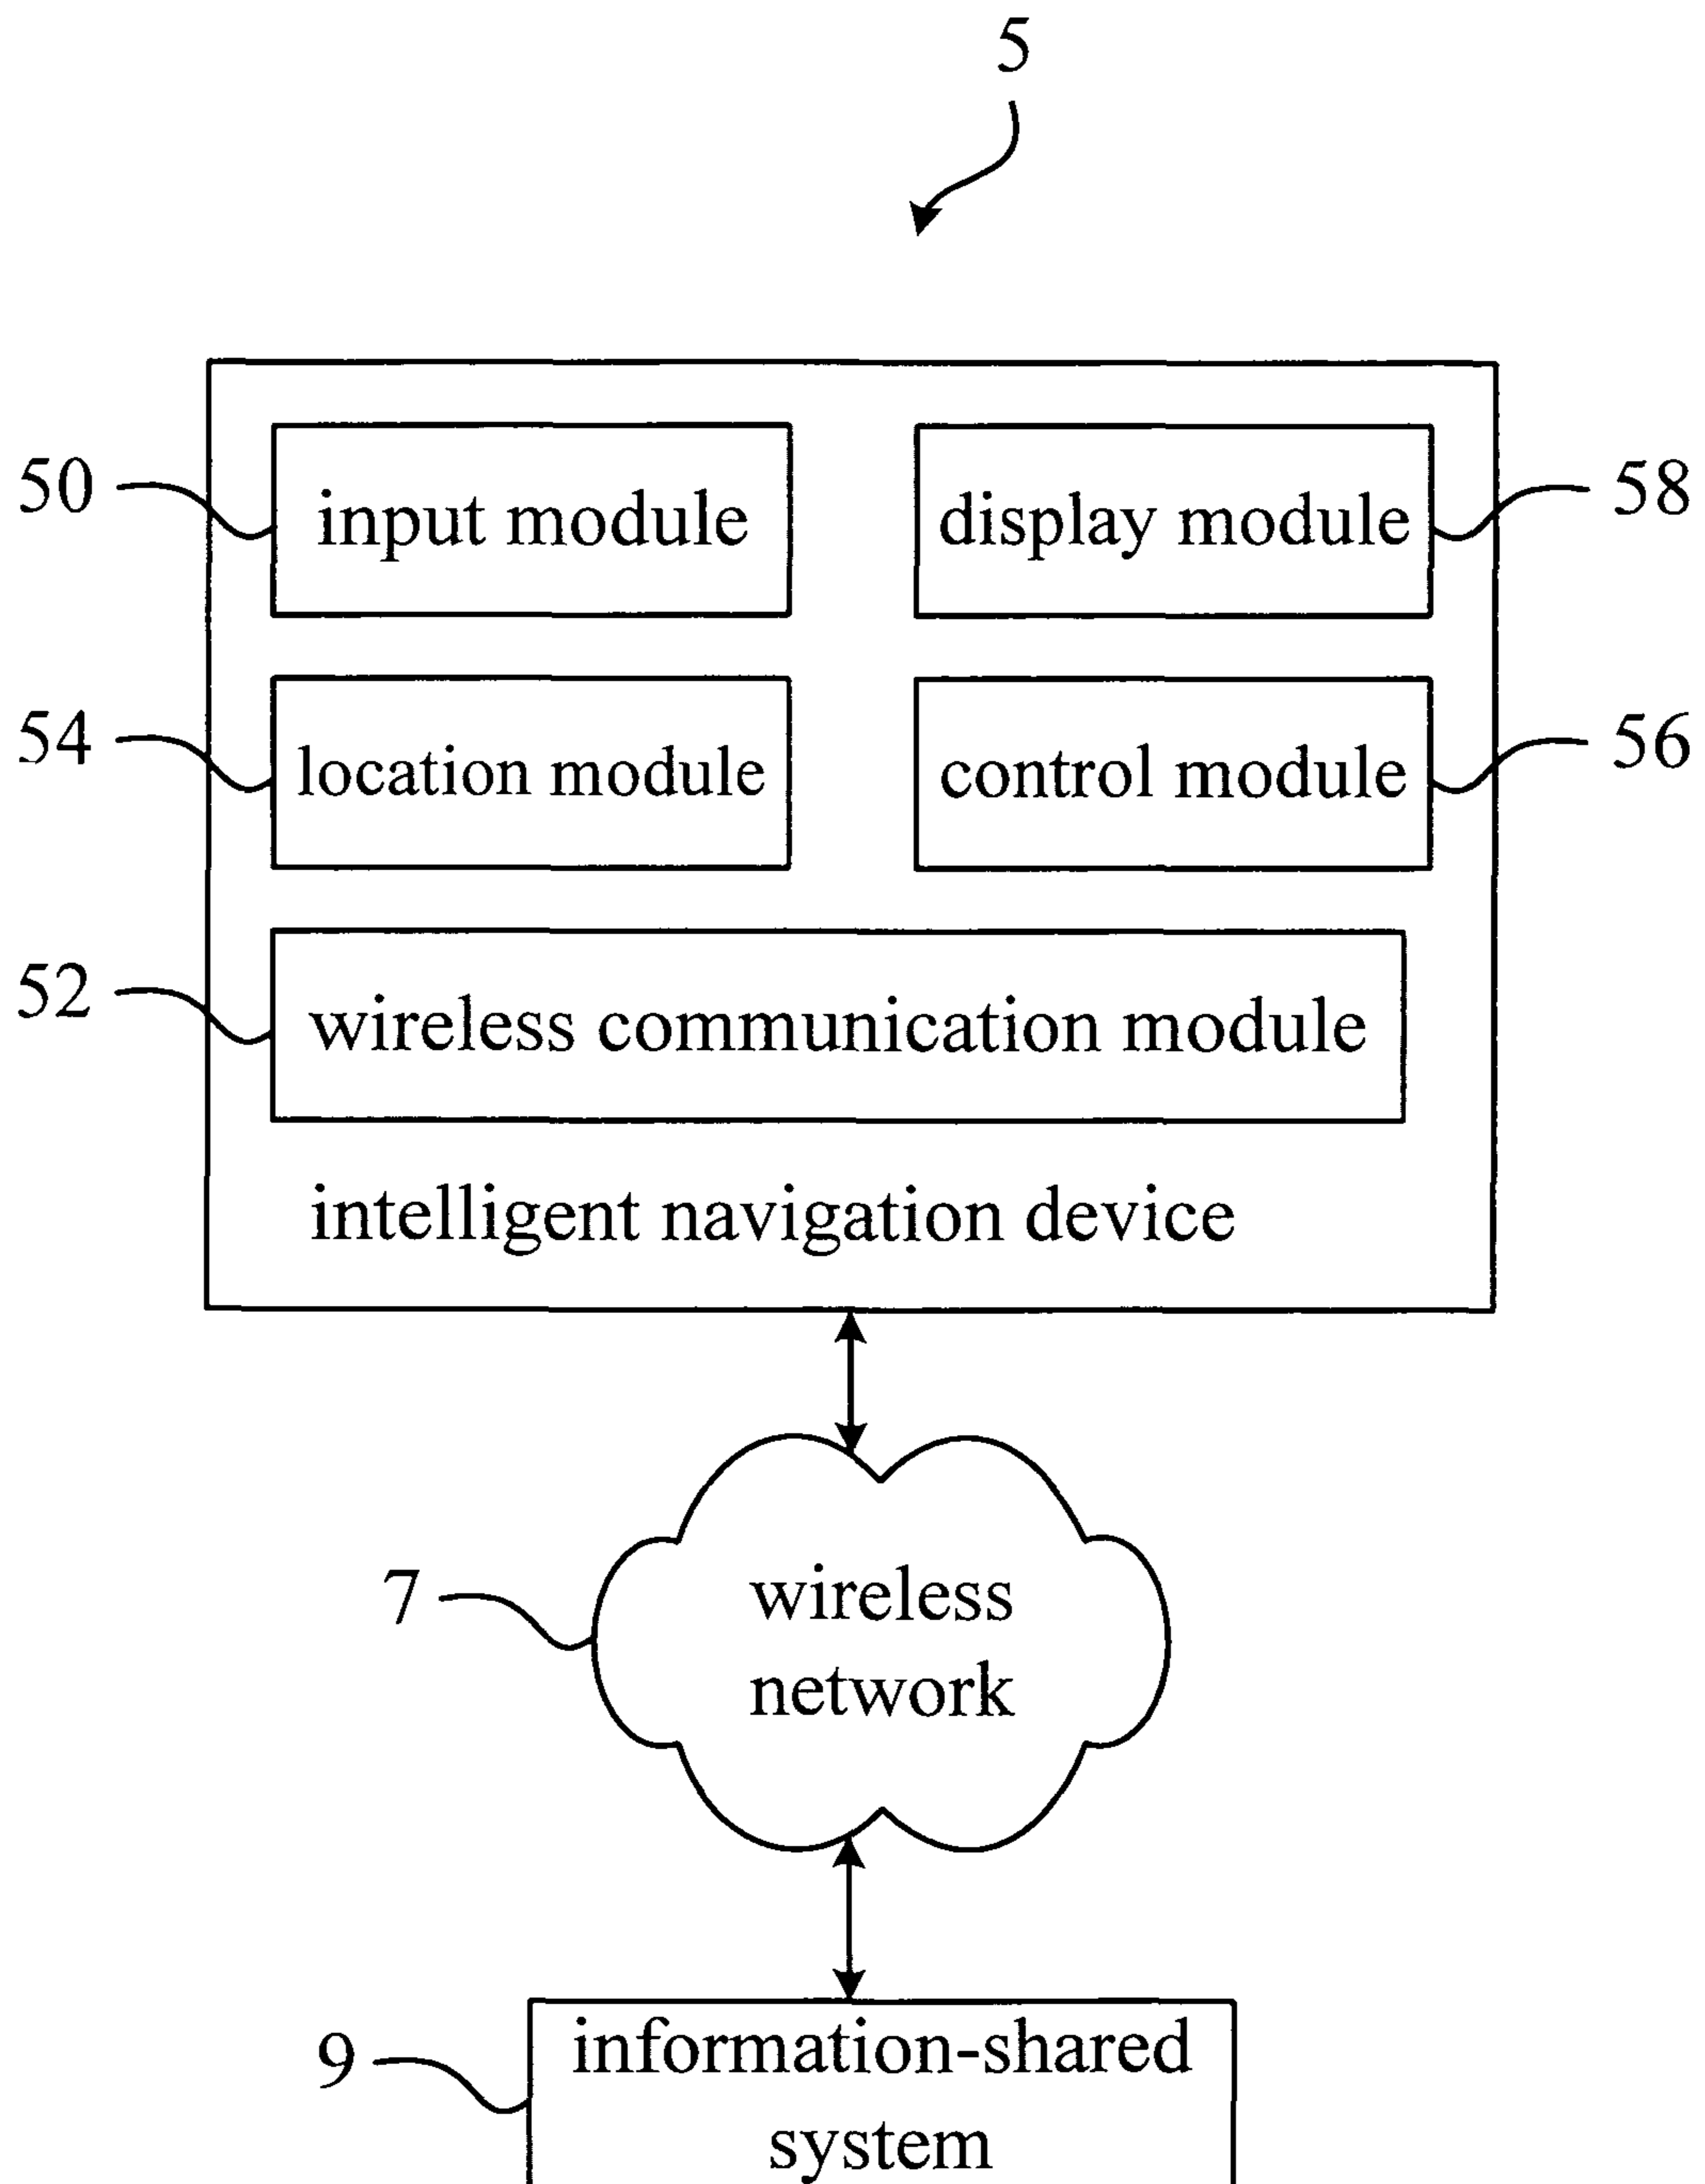 5
50 input module display module 58
54 location module control module 56
52 wireless communication module
intelligent navigation device
7 wireless
network
9 information-shared
system